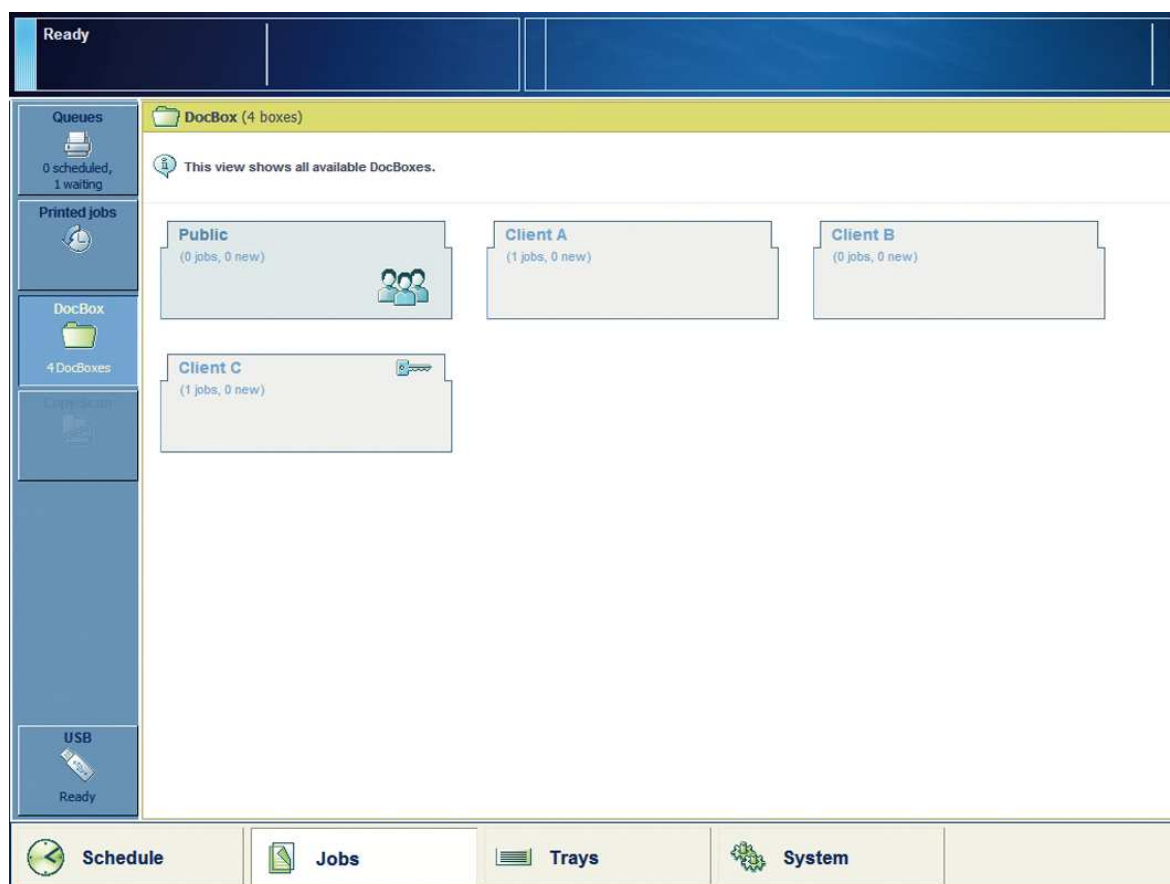 Ready
Queues
0 scheduled,
1 waiting
Printed jobs
DocBox
4 DocBoxes
Copy/Scan
USB
Ready
DocBox (4 boxes)
This view shows all available DocBoxes.
Public
(0 jobs, 0 new)
Client A
(1 jobs, 0 new)
Client B
(0 jobs, 0 new)
Client C
(1 jobs, 0 new)
Schedule
Jobs
Trays
System